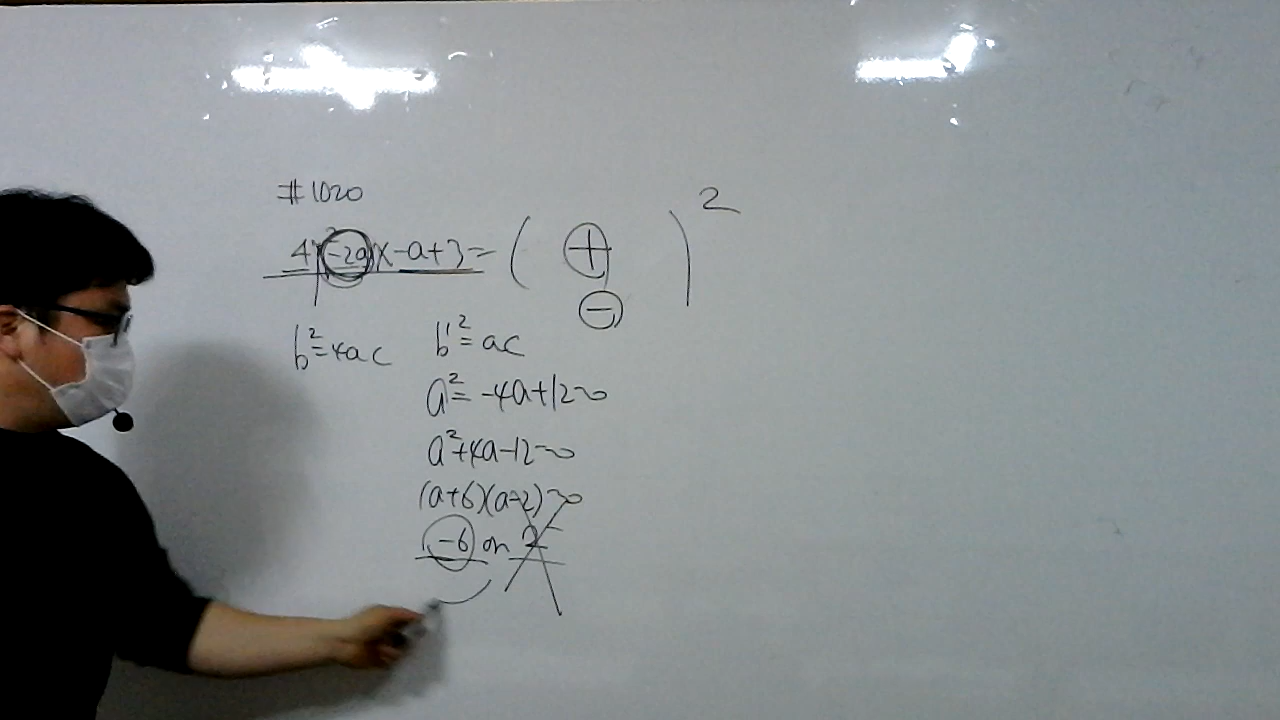 #1020
4x²-2ax-a+3=( ⊕ )²
⊖
b²=4ac b'²=ac
a²=-4a+12=0
a²+4a-12=0
(a+6)(a-2)=0
-6 or 2